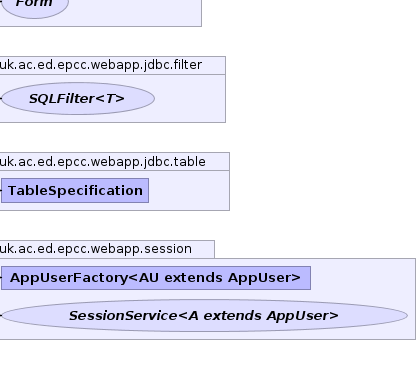 Form
uk.ac.ed.epcc.webapp.jdbc.filter
SQLFilter<T>
uk.ac.ed.epcc.webapp.jdbc.table
TableSpecification
uk.ac.ed.epcc.webapp.session
AppUserFactory<AU extends AppUser>
SessionService<A extends AppUser>